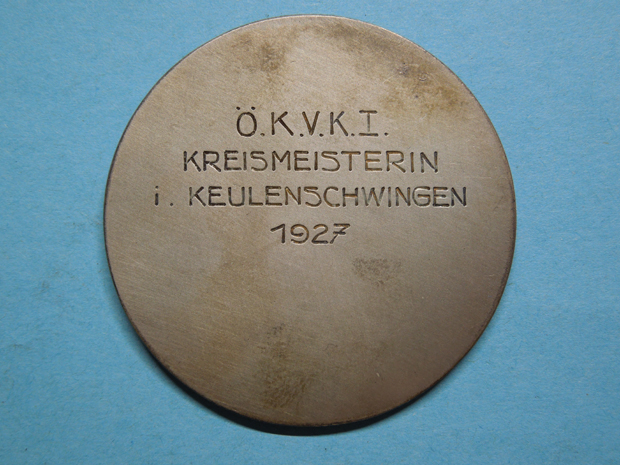 Ö.K.V.K.I.
KREISMEISTERIN
i. KEULENSCHWINGEN
1927